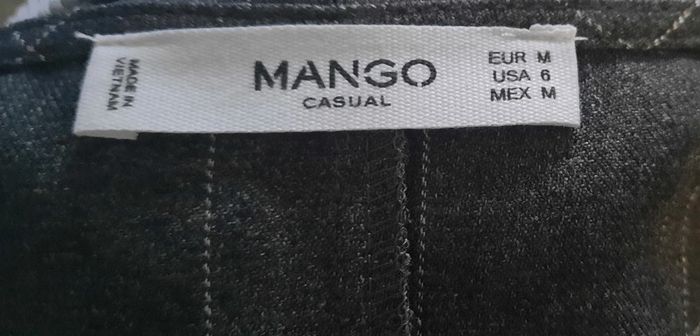 MADE IN
VIETNAM
MANGO
CASUAL
EUR M
USA 6
MEX M